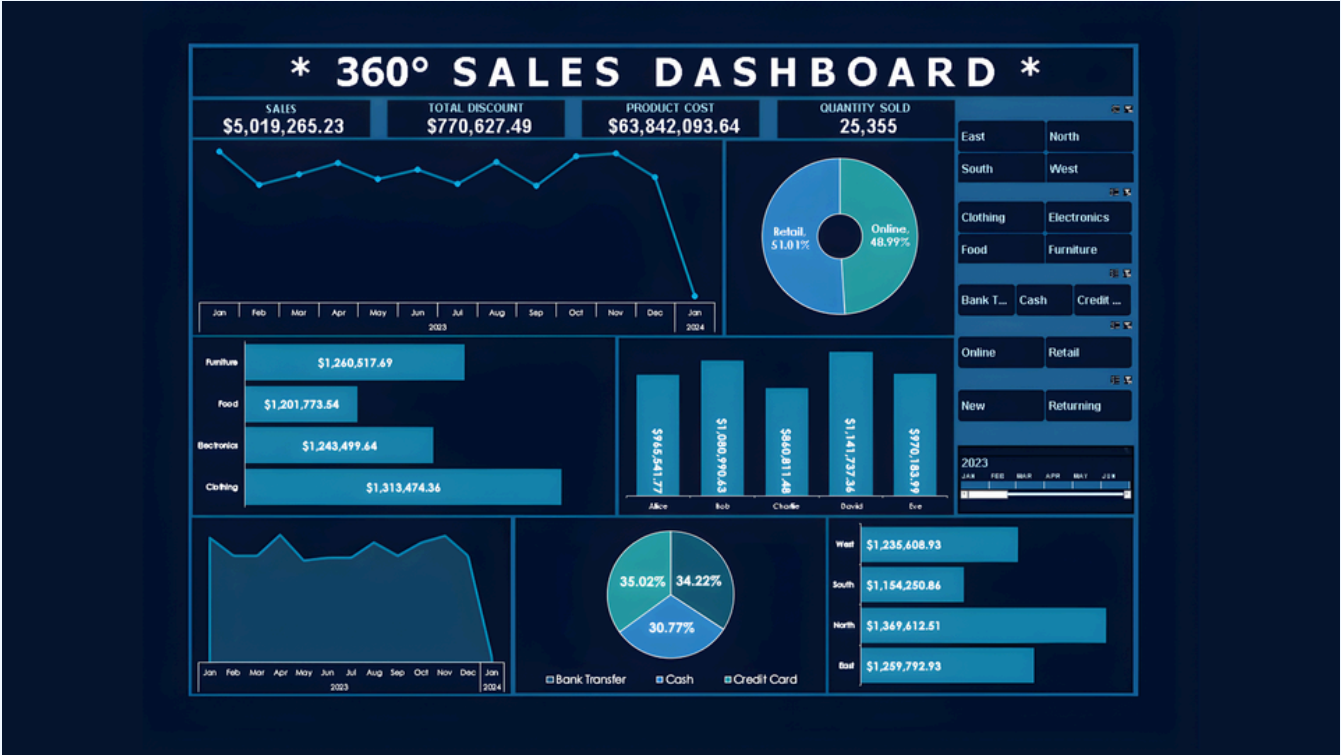 * 360° SALES DASHBOARD *
SALES
$5,019,265.23
TOTAL DISCOUNT
$770,627.49
PRODUCT COST
$63,842,093.64
QUANTITY SOLD
25,355
Jan Feb Mar Apr May Jun Jul Aug Sep Oct Nov Dec Jan
2023 2024
Retail,
51.01%
Online,
48.99%
East North
South West
Clothing Electronics
Food Furniture
Bank T... Cash Credit ...
Online Retail
New Returning
2023
JAN FEB MAR APR MAY JUN
Furniture $1,260,517.69
Food $1,201,773.54
Electronics $1,243,499.64
Clothing $1,313,474.36
$965,541.77
$1,080,990.63
$860,811.48
$1,141,737.36
$970,183.99
Alice Bob Charlie David Eve
Jan Feb Mar Apr May Jun Jul Aug Sep Oct Nov Dec Jan
2023 2024
35.02% 34.22%
30.77%
Bank Transfer Cash Credit Card
West $1,235,608.93
South $1,154,250.86
North $1,369,612.51
East $1,259,792.93